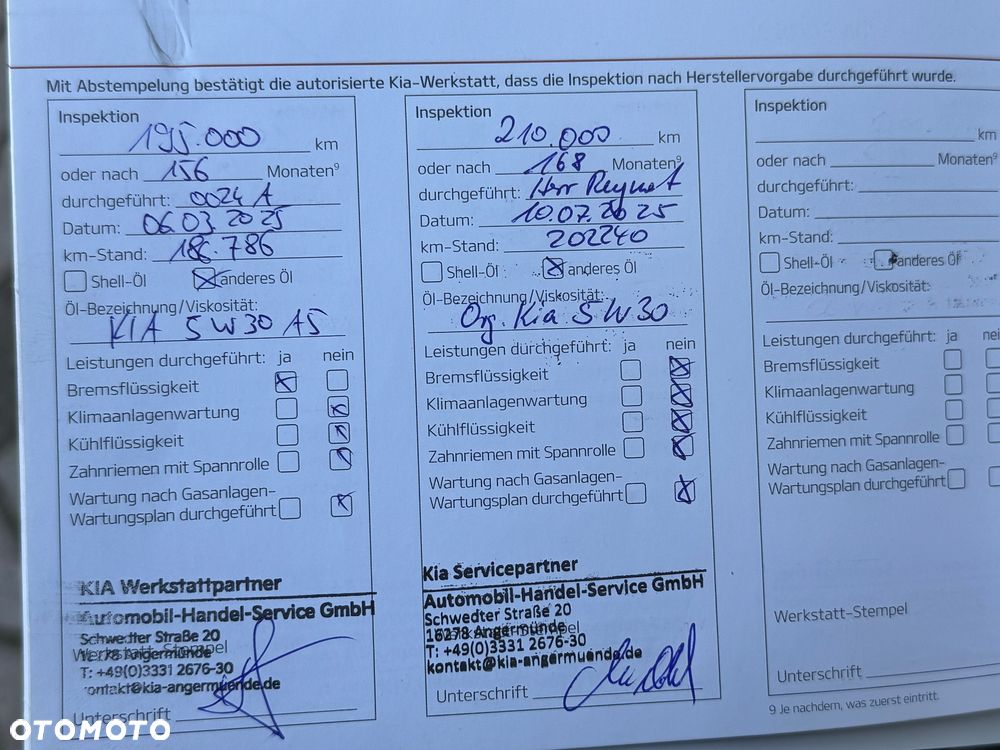 Mit Abstempelung bestätigt die autorisierte Kia-Werkstatt, dass die Inspektion nach Herstellervorgabe durchgeführt wurde.
Inspektion
195.000 km
oder nach 156 Monaten⁹
durchgeführt: 0024 A
Datum: 06.03.2025
km-Stand: 186.786
Shell-Öl anderes Öl
Öl-Bezeichnung/Viskosität:
KIA 5W30 A5
Leistungen durchgeführt: ja nein
Bremsflüssigkeit
Klimaanlagenwartung
Kühlflüssigkeit
Zahnriemen mit Spannrolle
Wartung nach Gasanlagen-
Wartungsplan durchgeführt
KIA Werkstattpartner
Automobil-Handel-Service GmbH
Schwedter Straße 20
Werkstatt-Stempel
Angermünde
T: +49(0)3331 2676-30
kontakt@kia-angermuende.de
Unterschrift
Inspektion
210.000 km
oder nach 168 Monaten⁹
durchgeführt: Herr
Datum: 10.07.2025
km-Stand: 202240
Shell-Öl anderes Öl
Öl-Bezeichnung/Viskosität:
Org. Kia 5W30
Leistungen durchgeführt: ja nein
Bremsflüssigkeit
Klimaanlagenwartung
Kühlflüssigkeit
Zahnriemen mit Spannrolle
Wartung nach Gasanlagen-
Wartungsplan durchgeführt
Kia Servicepartner
Automobil-Handel-Service GmbH
Schwedter Straße 20
16278 Angermünde
T: +49(0)3331 2676-30
kontakt@kia-angermuende.de
Unterschrift
Inspektion
km
oder nach Monaten⁹
durchgeführt:
Datum:
km-Stand:
Shell-Öl anderes Öl
Öl-Bezeichnung/Viskosität:
Leistungen durchgeführt: ja nei
Bremsflüssigkeit
Klimaanlagenwartung
Kühlflüssigkeit
Zahnriemen mit Spannrolle
Wartung nach Gasanlagen-
Wartungsplan durchgeführt
Werkstatt-Stempel
Unterschrift
9 Je nachdem, was zuerst eintritt.
OTOMOTO